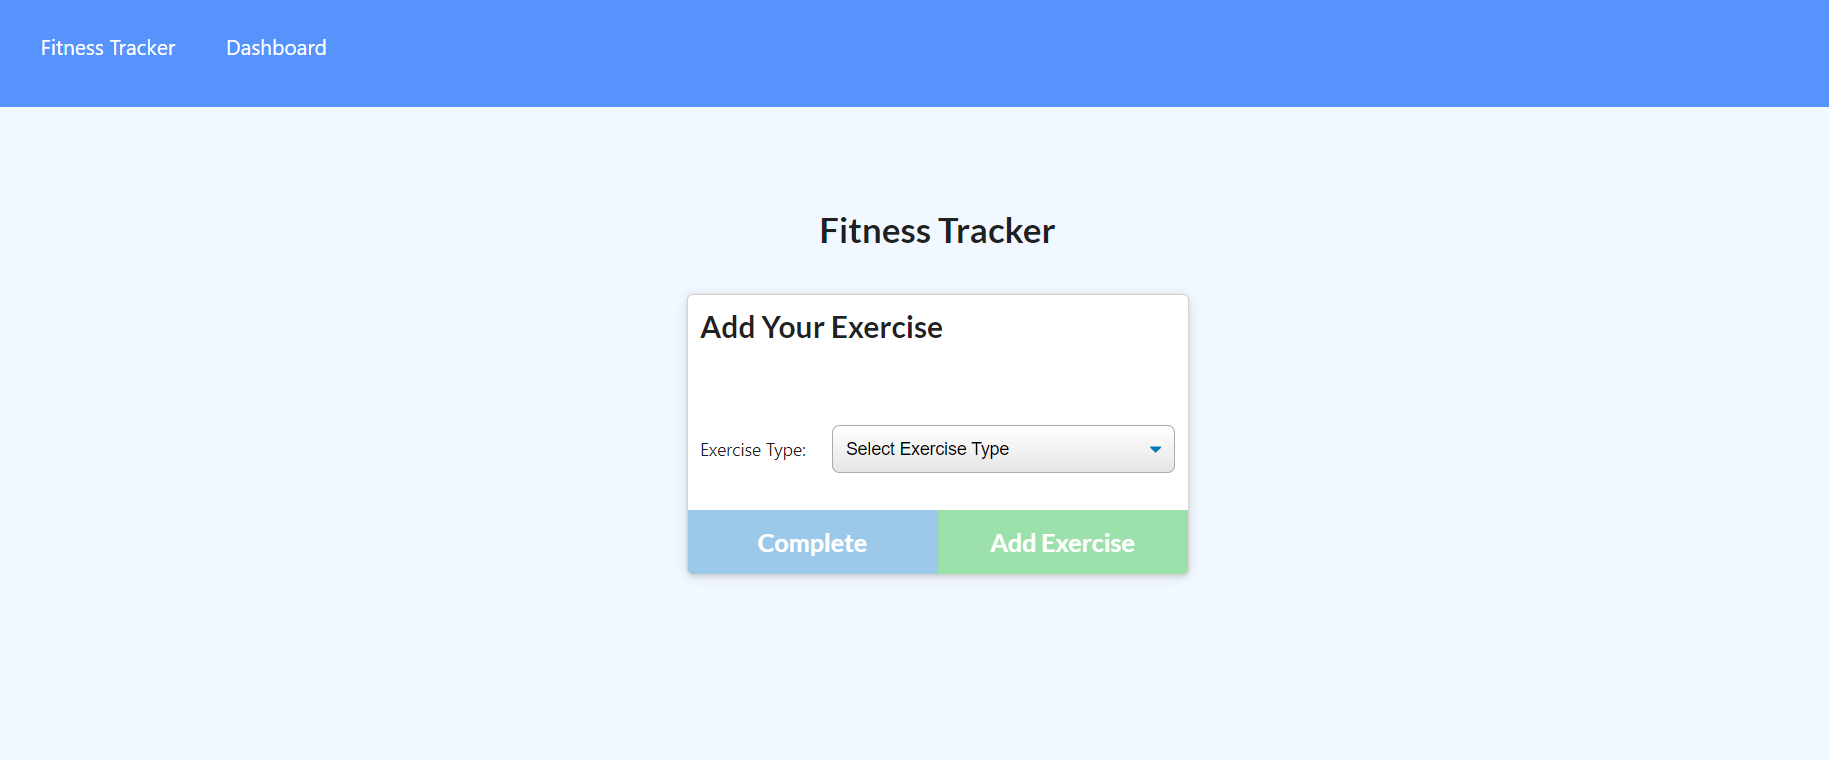 Fitness Tracker Dashboard
Fitness Tracker
Add Your Exercise
Exercise Type: Select Exercise Type
Complete Add Exercise